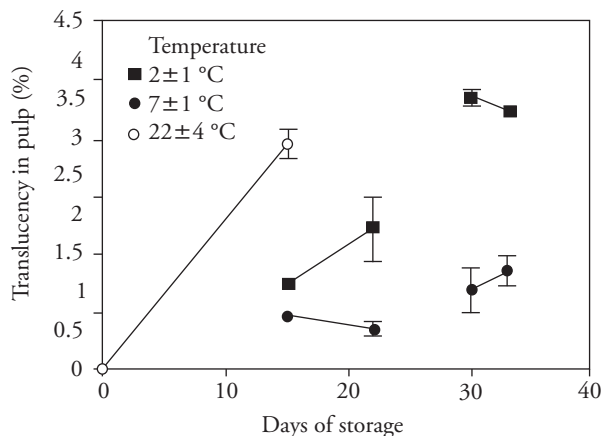 Translucency in pulp (%)
4.5
4
3.5
3
2.5
2
1.5
1
0.5
0
Temperature
2±1 °C
7±1 °C
22±4 °C
0 10 20 30 40
Days of storage